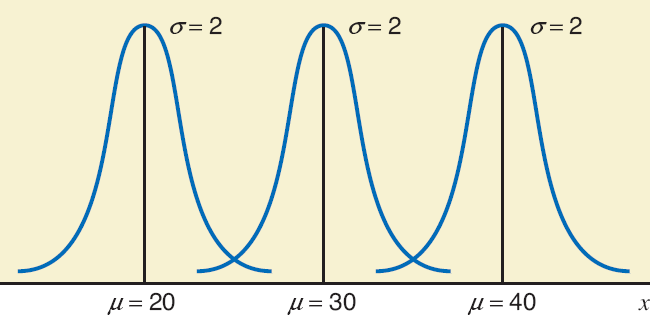 σ = 2
σ = 2
σ = 2
μ = 20
μ = 30
μ = 40
x